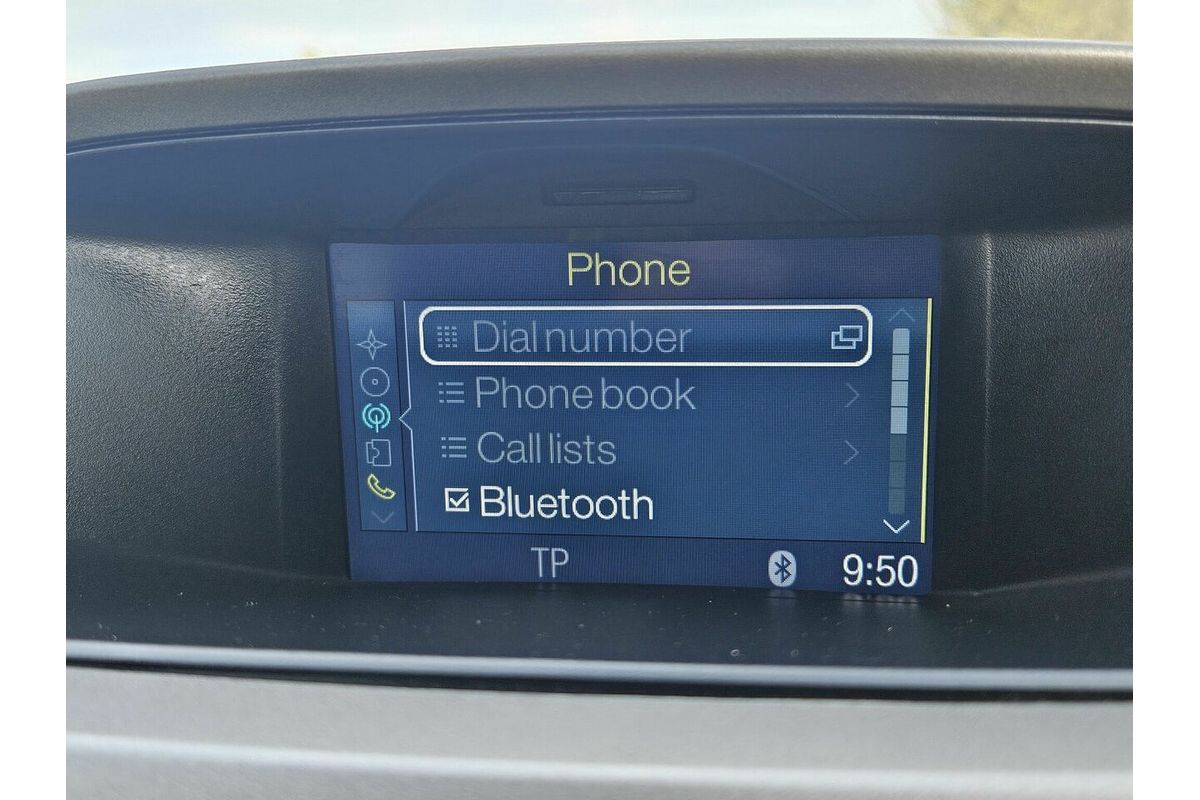 Phone
Dial number
Phone book
Call lists
Bluetooth
TP 9:50